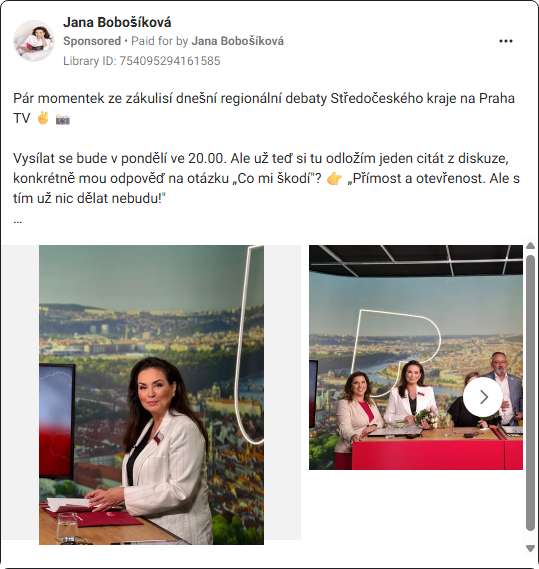 Jana Bobošíková
Sponsored • Paid for by Jana Bobošíková
Library ID: 754095294161585
Pár momentek ze zákulisí dnešní regionální debaty Středočeského kraje na Praha
TV ✌️ 📷
Vysílat se bude v pondělí ve 20.00. Ale už teď si tu odložím jeden citát z diskuze,
konkrétně mou odpověď na otázku „Co mi škodí"? 👉 „Přímost a otevřenost. Ale s
tím už nic dělat nebudu!"
...